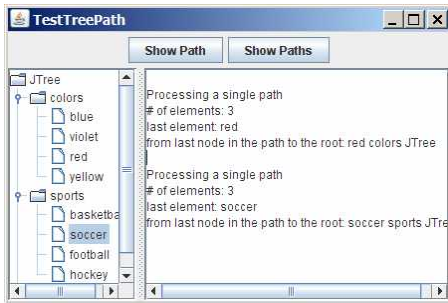 TestTreePath
Show Path
Show Paths
JTree
colors
blue
violet
red
yellow
sports
basketba
soccer
football
hockey
Processing a single path
# of elements: 3
last element: red
from last node in the path to the root: red colors JTree
Processing a single path
# of elements: 3
last element: soccer
from last node in the path to the root: soccer sports JTre